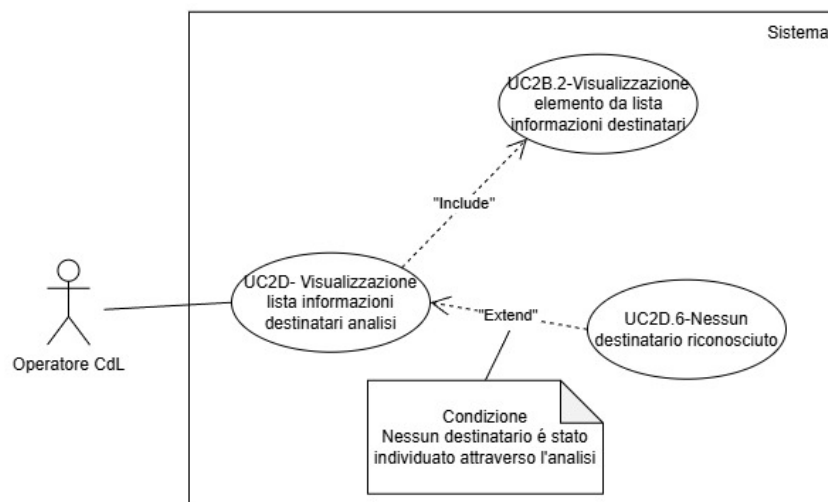 Sistema
UC2B.2-Visualizzazione
elemento da lista
informazioni destinatari
"Include"
UC2D- Visualizzazione
lista informazioni
destinatari analisi
"Extend"
UC2D.6-Nessun
destinatario riconosciuto
Operatore CdL
Condizione
Nessun destinatario é stato
individuato attraverso l'analisi